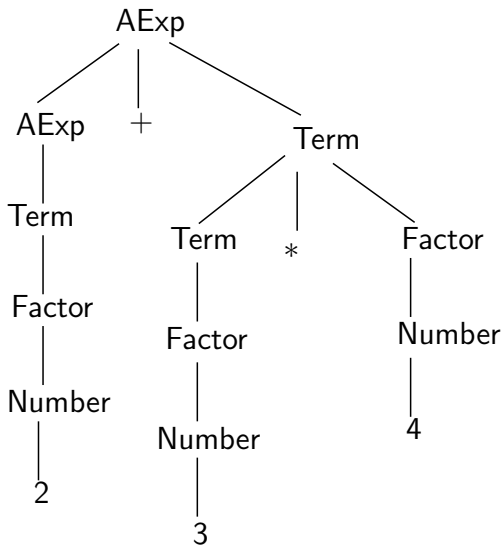 AExp
AExp +
Term
Term
Term * Factor
Factor
Factor Number
Number
Number 4
2
3